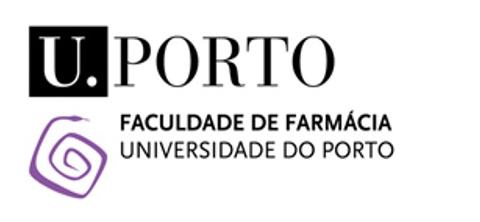 U.PORTO
FACULDADE DE FARMÁCIA
UNIVERSIDADE DO PORTO